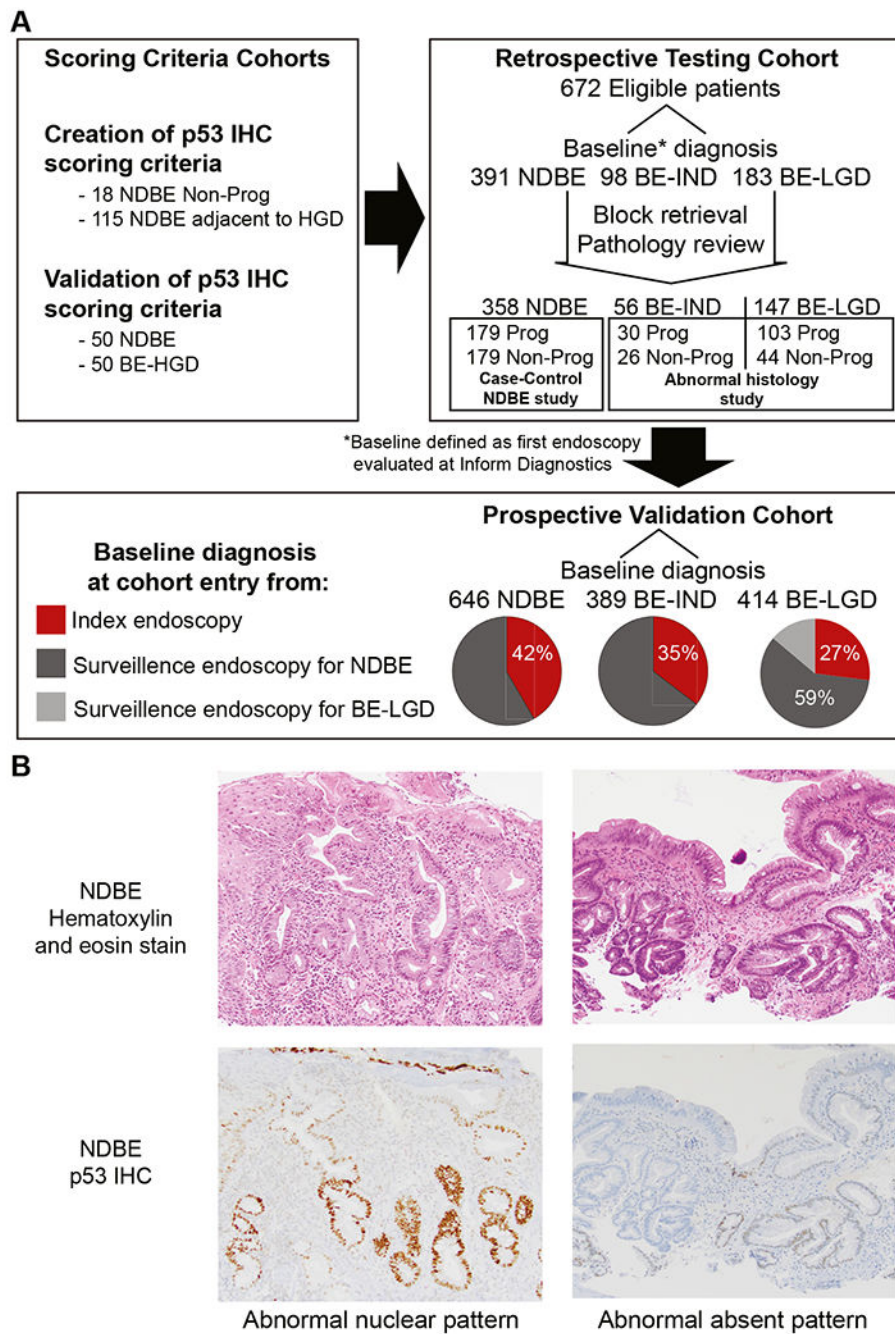 A
Scoring Criteria Cohorts
Creation of p53 IHC
scoring criteria
- 18 NDBE Non-Prog
- 115 NDBE adjacent to HGD
Validation of p53 IHC
scoring criteria
- 50 NDBE
- 50 BE-HGD
Retrospective Testing Cohort
672 Eligible patients
Baseline* diagnosis
391 NDBE 98 BE-IND 183 BE-LGD
Block retrieval
Pathology review
358 NDBE 56 BE-IND 147 BE-LGD
179 Prog 30 Prog 103 Prog
179 Non-Prog 26 Non-Prog 44 Non-Prog
Case-Control Abnormal histology
NDBE study study
*Baseline defined as first endoscopy
evaluated at Inform Diagnostics
Baseline diagnosis
at cohort entry from:
Index endoscopy
Surveillence endoscopy for NDBE
Surveillence endoscopy for BE-LGD
Prospective Validation Cohort
Baseline diagnosis
646 NDBE 389 BE-IND 414 BE-LGD
42% 35% 27%
59%
B
NDBE
Hematoxylin
and eosin stain
NDBE
p53 IHC
Abnormal nuclear pattern Abnormal absent pattern